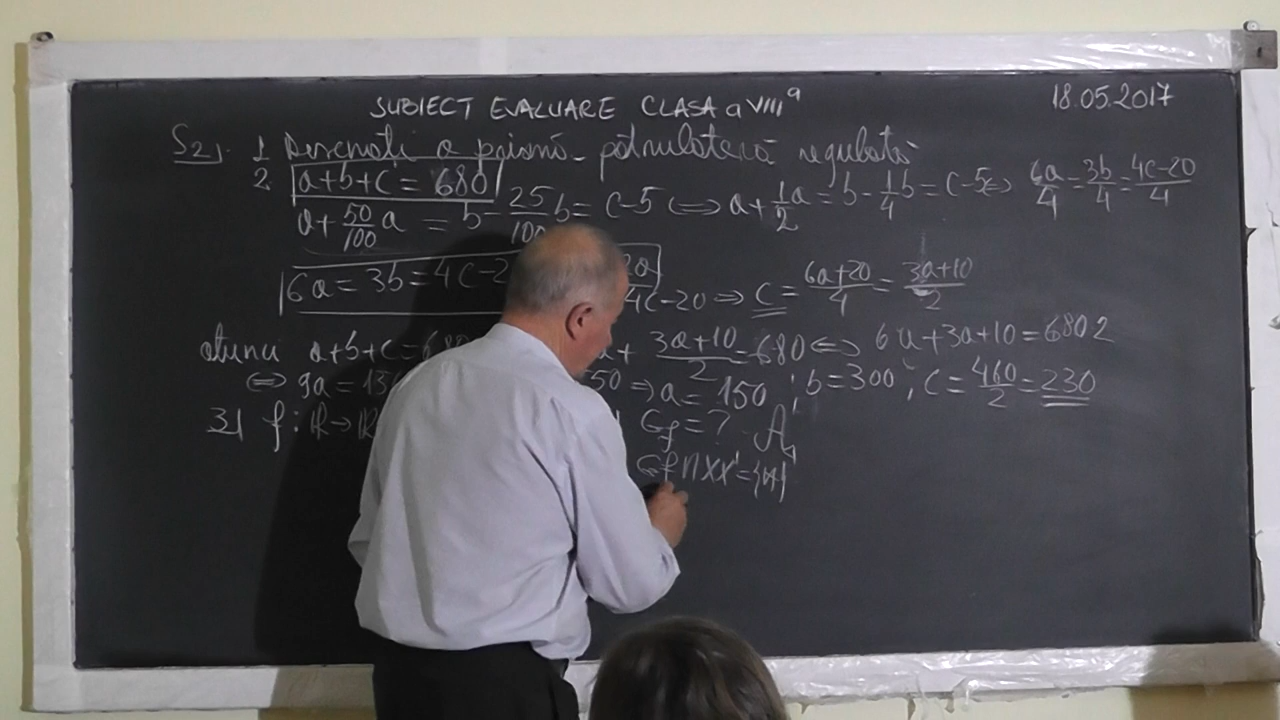 SUBIECT EVALUARE CLASA a VIII a
18.05.2017
S2). 1. Desenați o prismă patrulateră regulată
2. a+b+c = 680
a + 50/100 a = b - 25/100 b = c-5 ⇔ a + 1/2 a = b - 1/4 b = c-5 ⇔ 6a/4 = 3b/4 = 4c-20/4
6a = 3b = 4c-2 2a 4c-20 ⇒ c = 6a+20/4 = 3a+10/2
atunci a+b+c=680 a + 3a+10/2 = 680 ⇔ 6a+3a+10 = 680 2
⇔ 9a = 13 50 ⇒ a = 150 ; b = 300 ; c = 460/2 = 230
3) f: R→R Gf = ? A
Gf ∩ xx' =